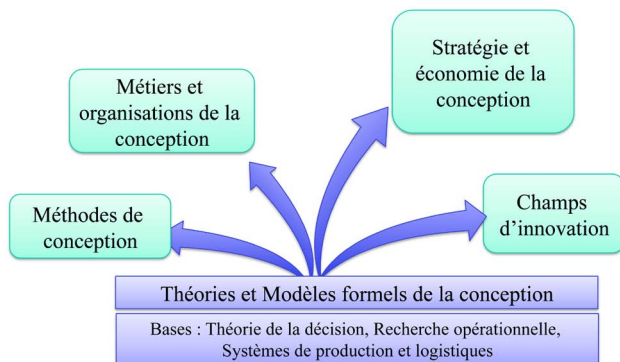 Stratégie et
économie de la
conception
Métiers et
organisations de la
conception
Méthodes de
conception
Champs
d’innovation
Théories et Modèles formels de la conception
Bases : Théorie de la décision, Recherche opérationnelle,
Systèmes de production et logistiques